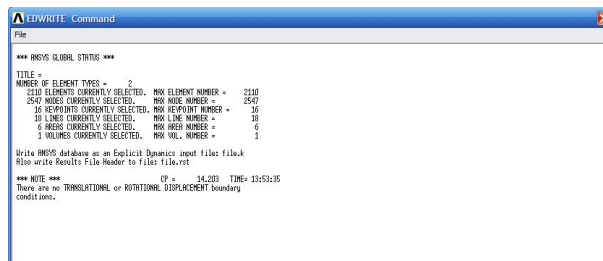 EDWRITE Command
File
*** ANSYS GLOBAL STATUS ***
TITLE =
NUMBER OF ELEMENT TYPES = 2
2110 ELEMENTS CURRENTLY SELECTED. MAX ELEMENT NUMBER = 2110
2547 NODES CURRENTLY SELECTED. MAX NODE NUMBER = 2547
16 KEYPOINTS CURRENTLY SELECTED. MAX KEYPOINT NUMBER = 16
18 LINES CURRENTLY SELECTED. MAX LINE NUMBER = 18
6 AREAS CURRENTLY SELECTED. MAX AREA NUMBER = 6
1 VOLUMES CURRENTLY SELECTED. MAX VOL. NUMBER = 1
Write ANSYS database as an Explicit Dynamics input file: file.k
Also write Results File Header to file: file.rst
*** NOTE *** CP = 14.203 TIME= 13:53:35
There are no TRANSLATIONAL or ROTATIONAL DISPLACEMENT boundary
conditions.